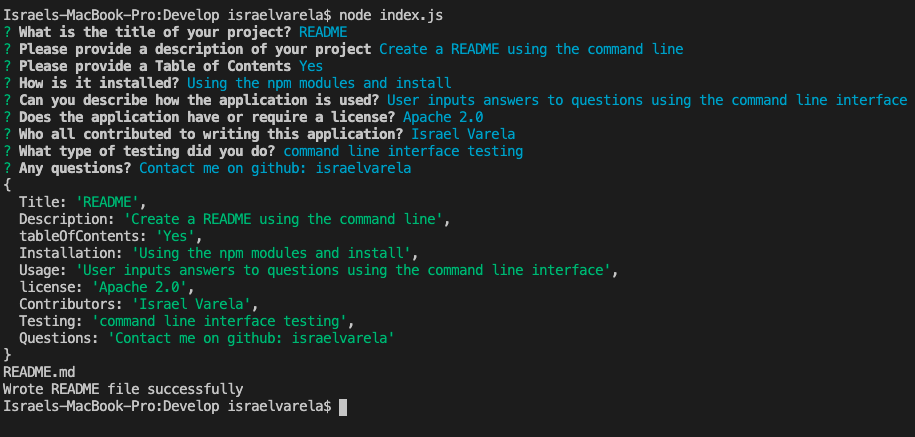 Israels-MacBook-Pro:Develop israelvarela$ node index.js
? What is the title of your project? README
? Please provide a description of your project Create a README using the command line
? Please provide a Table of Contents Yes
? How is it installed? Using the npm modules and install
? Can you describe how the application is used? User inputs answers to questions using the command line interface
? Does the application have or require a license? Apache 2.0
? Who all contributed to writing this application? Israel Varela
? What type of testing did you do? command line interface testing
? Any questions? Contact me on github: israelvarela
{
  Title: 'README',
  Description: 'Create a README using the command line',
  tableOfContents: 'Yes',
  Installation: 'Using the npm modules and install',
  Usage: 'User inputs answers to questions using the command line interface',
  license: 'Apache 2.0',
  Contributors: 'Israel Varela',
  Testing: 'command line interface testing',
  Questions: 'Contact me on github: israelvarela'
}
README.md
Wrote README file successfully
Israels-MacBook-Pro:Develop israelvarela$